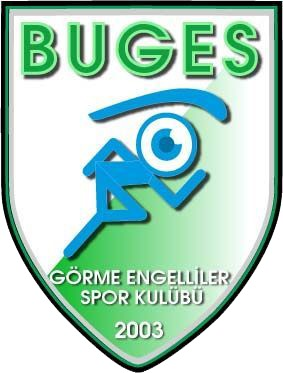 BUGES
GÖRME ENGELLİLER
SPOR KULÜBÜ
2003